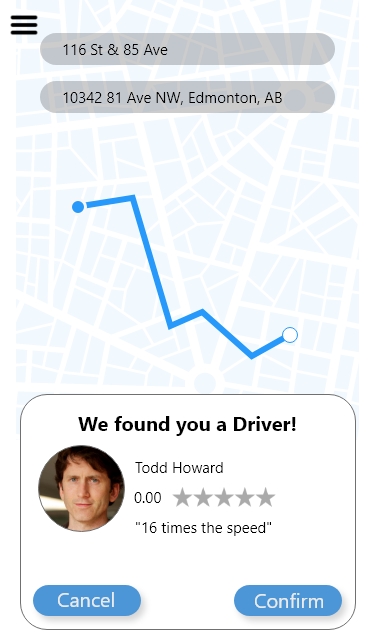 116 St & 85 Ave
10342 81 Ave NW, Edmonton, AB
We found you a Driver!
Todd Howard
0.00
"16 times the speed"
Cancel
Confirm